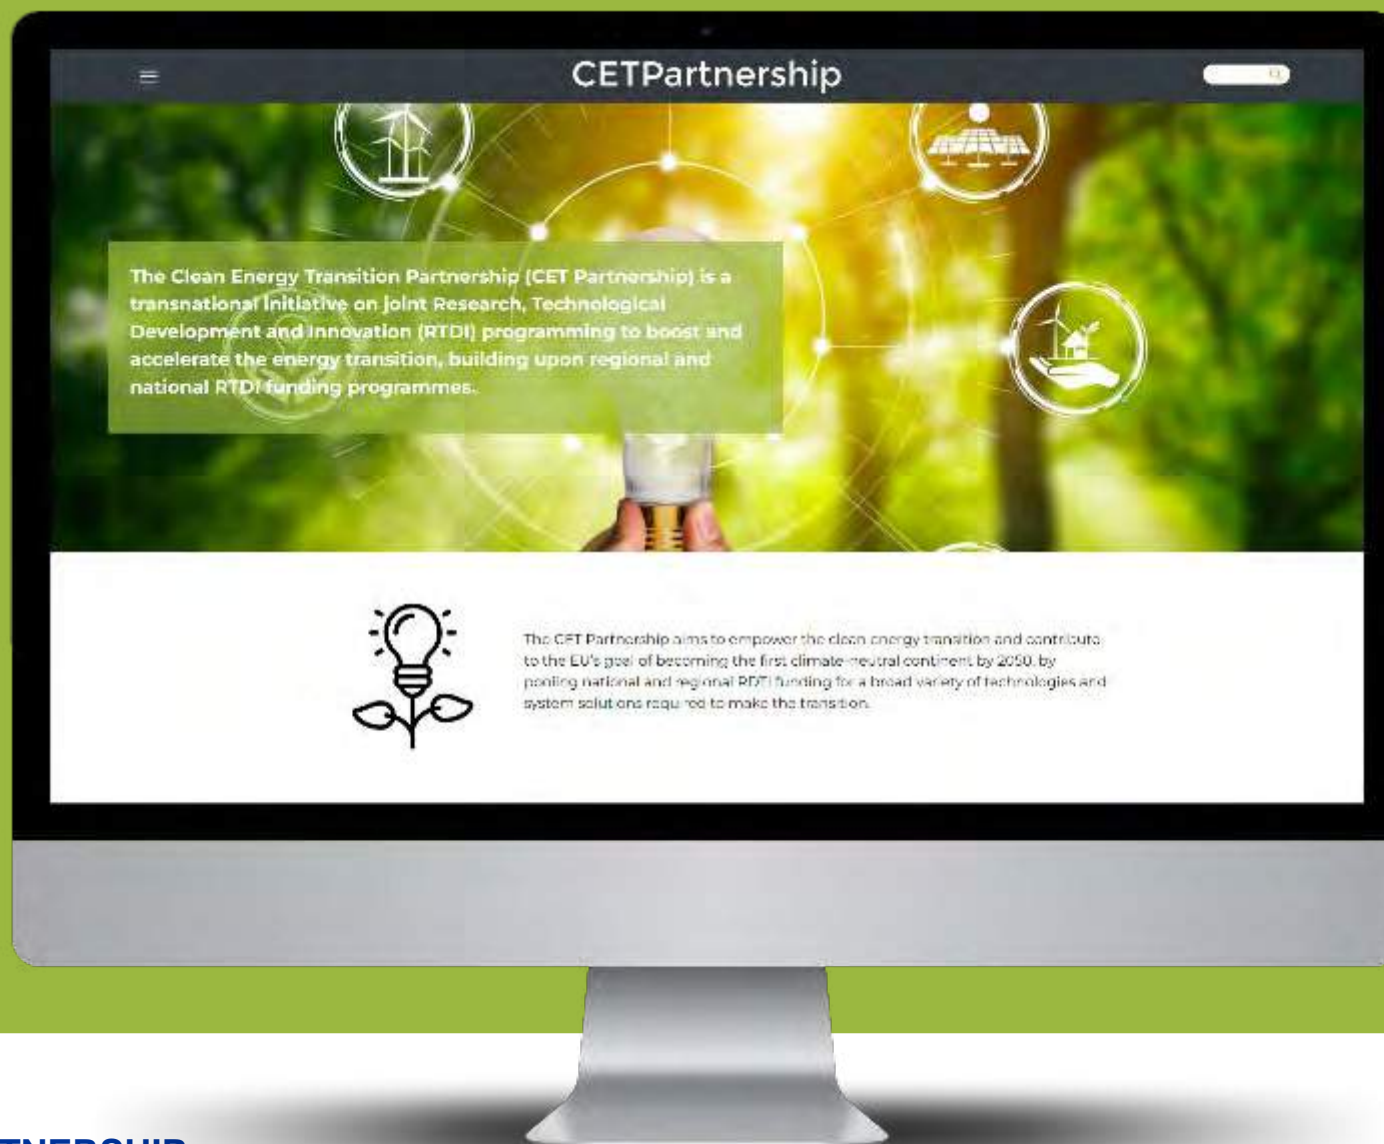 CETPartnership
The Clean Energy Transition Partnership (CET Partnership) is a
transnational initiative on joint Research, Technological
Development and Innovation (RTDI) programming to boost and
accelerate the energy transition, building upon regional and
national RTDI funding programmes.
The CET Partnership aims to empower the clean energy transition and contribute
to the EU's goal of becoming the first climate-neutral continent by 2050, by
pooling national and regional RDTI funding for a broad variety of technologies and
system solutions required to make the transition.